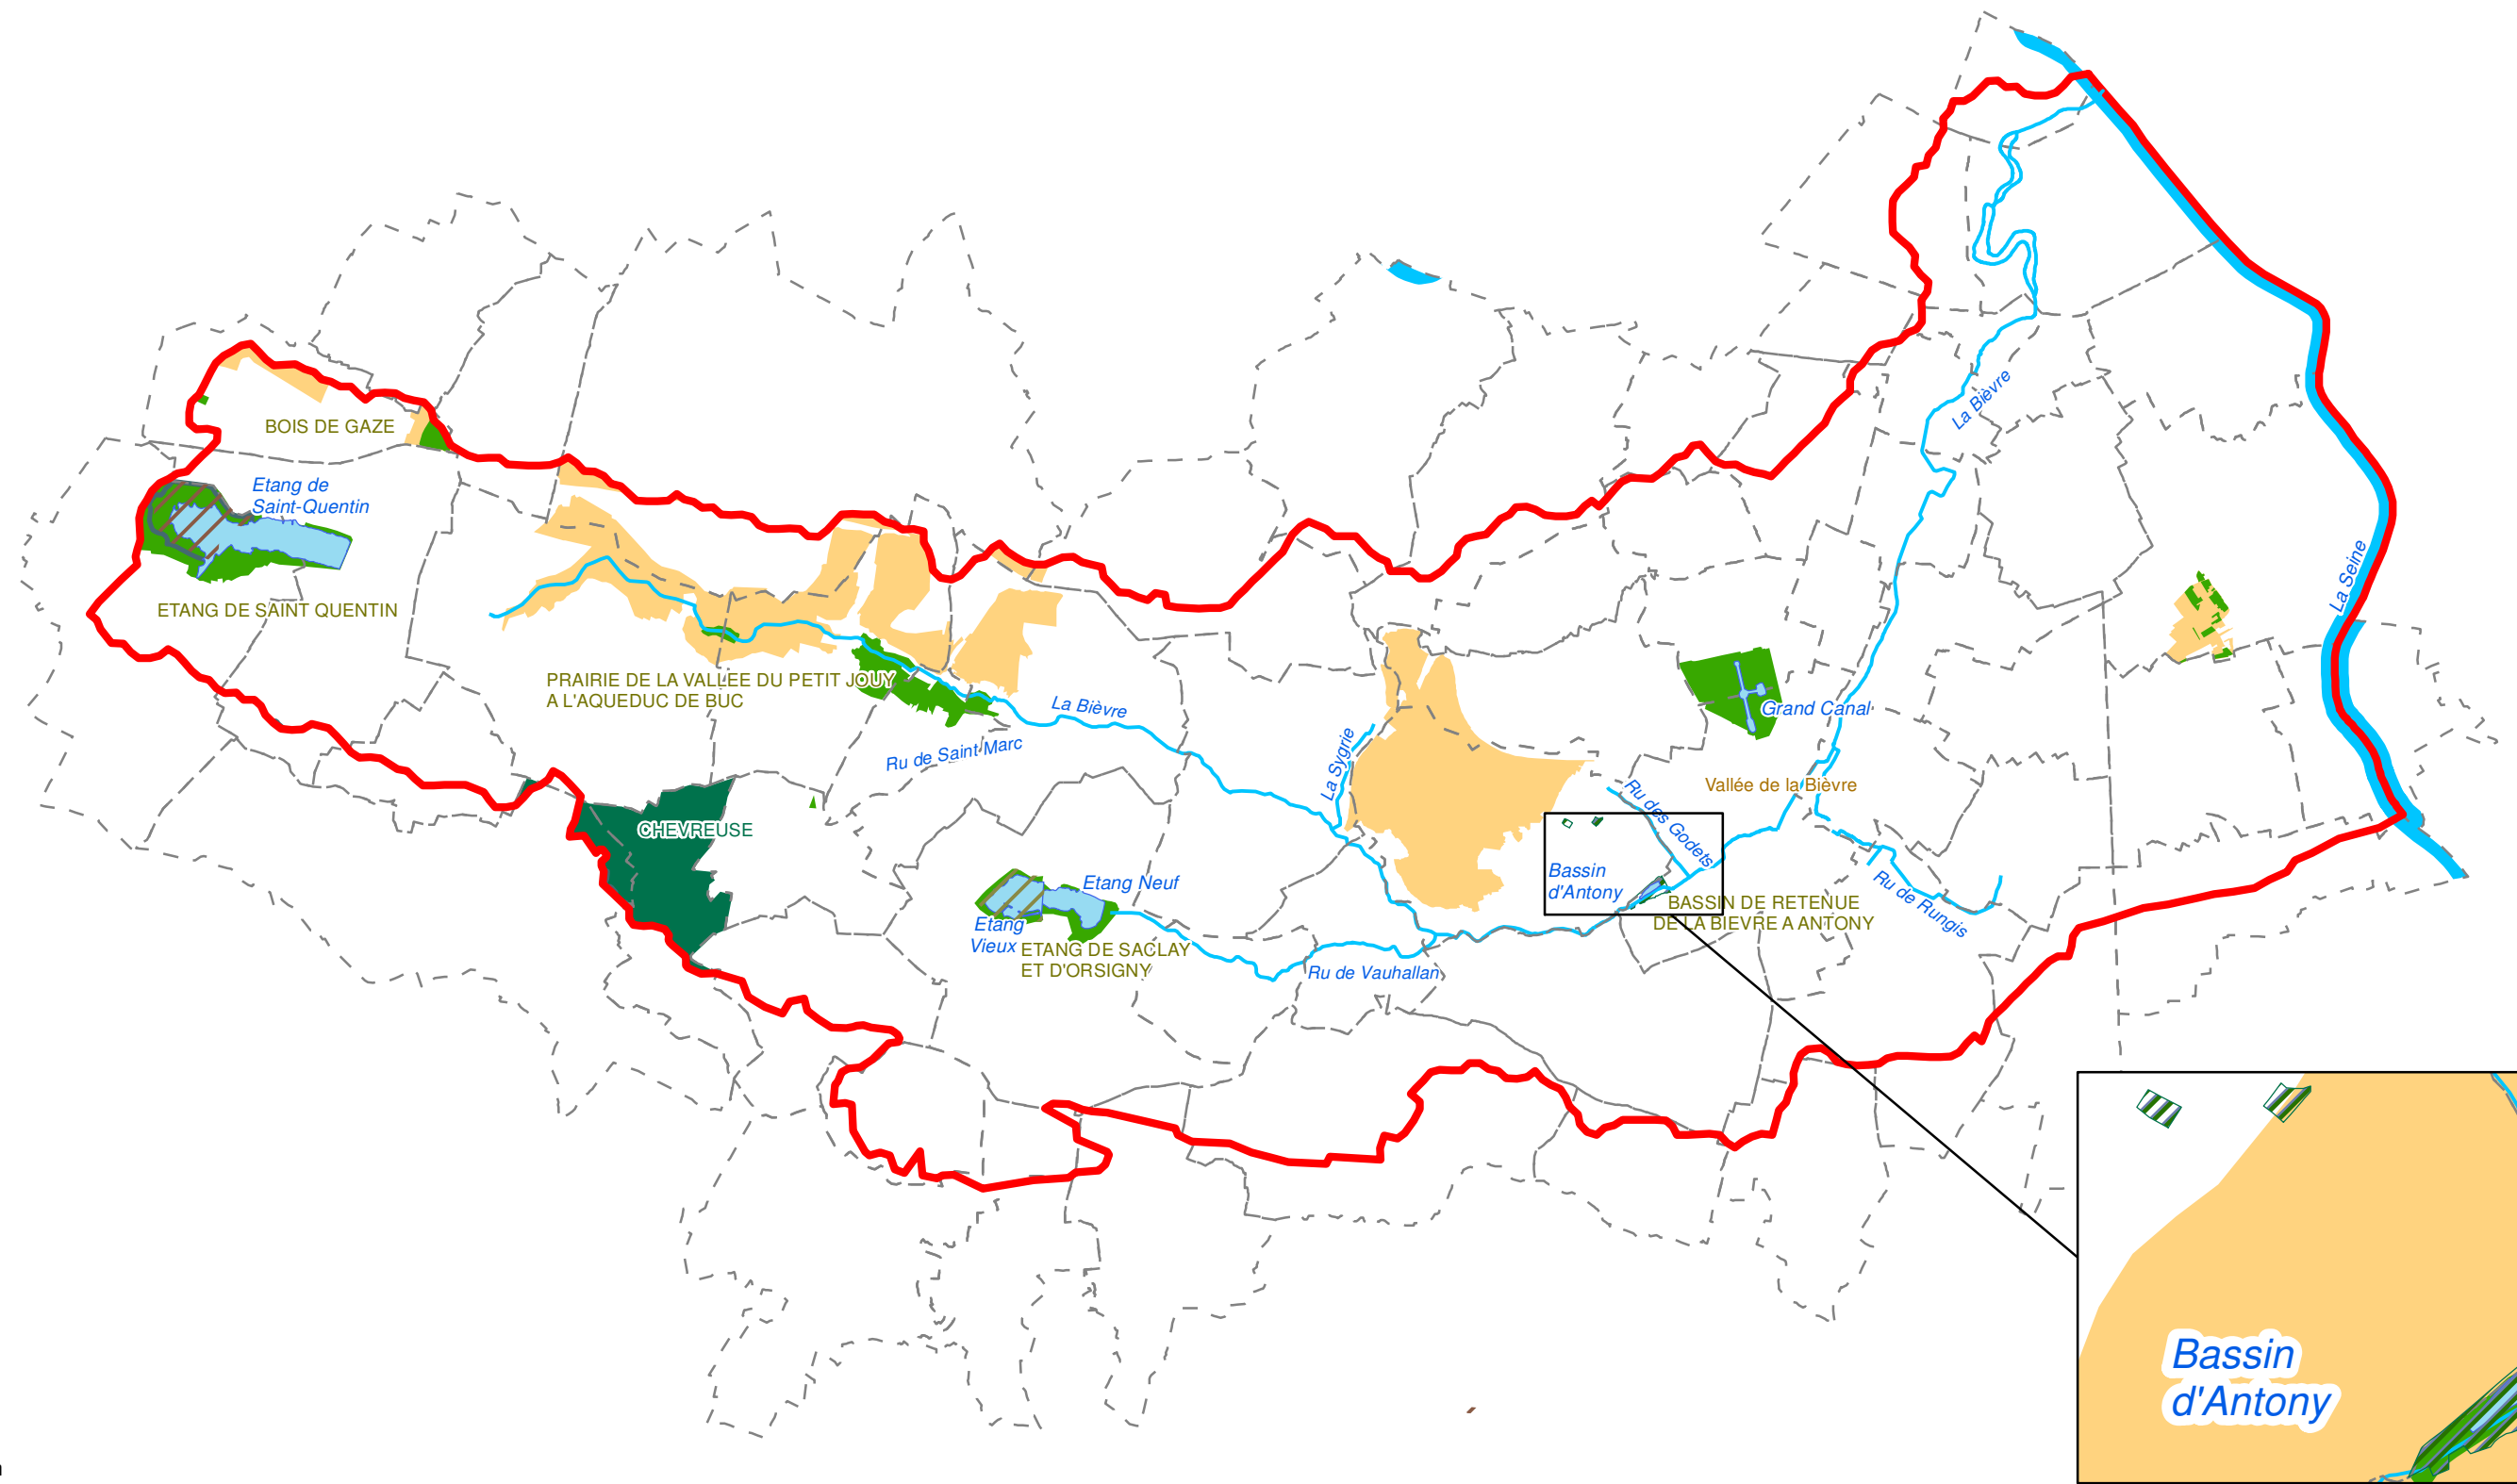 La Bièvre
BOIS DE GAZE
Etang de
Saint-Quentin
ETANG DE SAINT QUENTIN
La Seine
PRAIRIE DE LA VALLEE DU PETIT JOUY
A L'AQUEDUC DE BUC
La Bièvre
Grand Canal
Ru de Saint Marc
La Sygrie
Vallée de la Bièvre
Ru des Godets
CHEVREUSE
Bassin
d'Antony
Etang Neuf
Etang
Vieux
BASSIN DE RETENUE
DE LA BIEVRE A ANTONY
Ru de Rungis
ETANG DE SACLAY
ET D'ORSIGNY
Ru de Vauhallan
Bassin
d'Antony